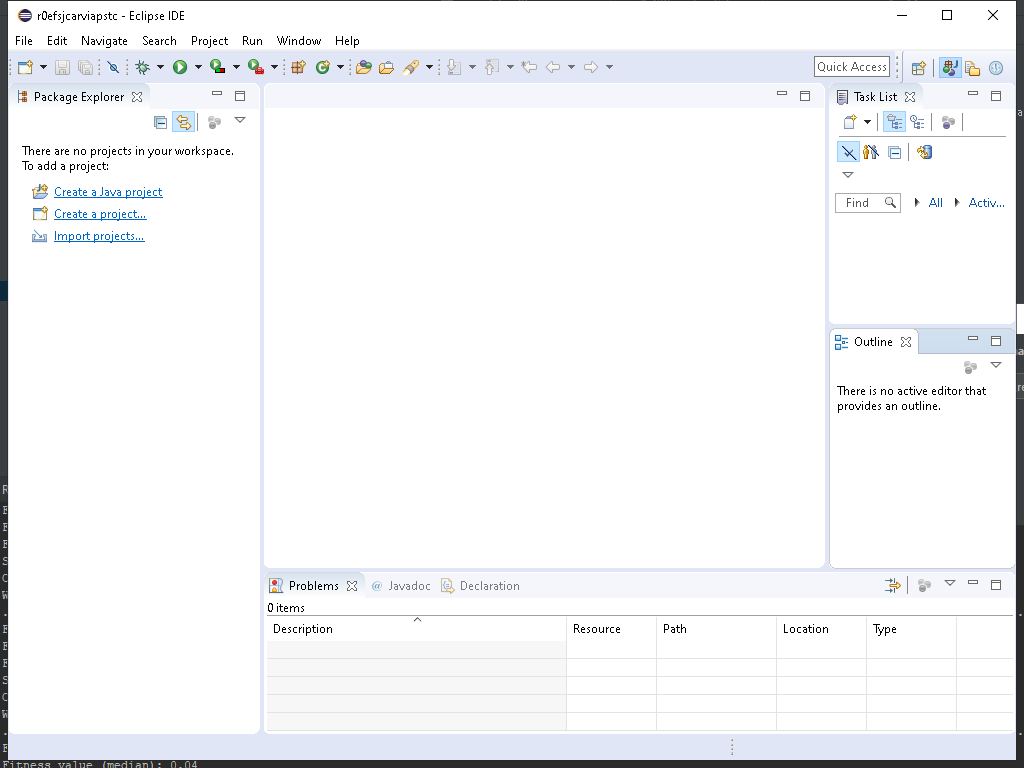 r0efsjcarviapstc - Eclipse IDE
File Edit Navigate Search Project Run Window Help
Quick Access
Package Explorer
Task List
There are no projects in your workspace.
To add a project:
Create a Java project
Create a project...
Import projects...
Find All Activ...
Outline
There is no active editor that
provides an outline.
Problems @ Javadoc Declaration
0 items
Description Resource Path Location Type
Fitness value (median): 0.04